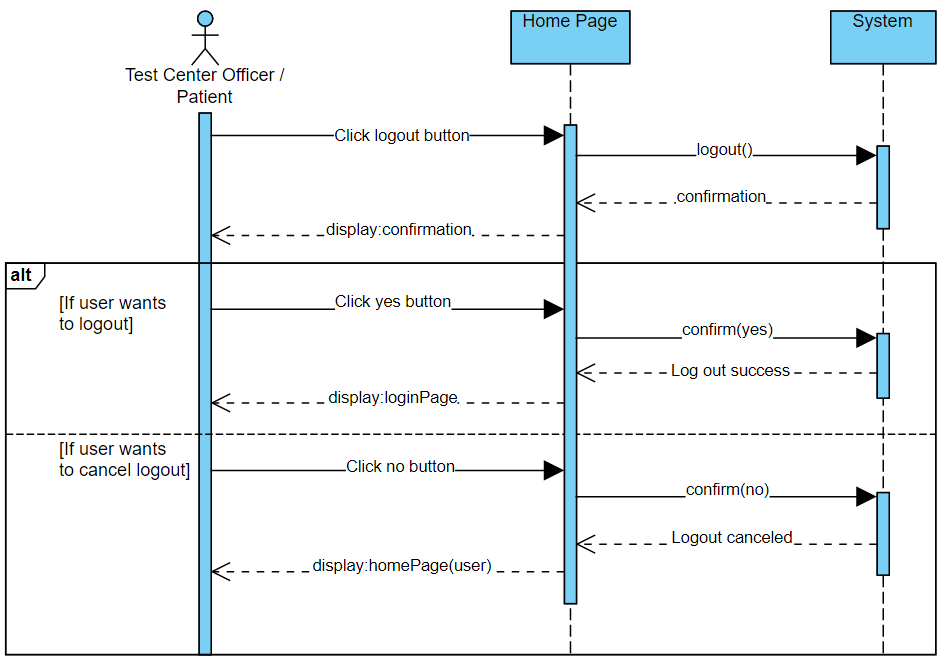 Home Page
System
Test Center Officer /
Patient
Click logout button
logout()
confirmation
display:confirmation
alt
[If user wants
to logout]
Click yes button
confirm(yes)
Log out success
display:loginPage
[If user wants
to cancel logout]
Click no button
confirm(no)
Logout canceled
display:homePage(user)